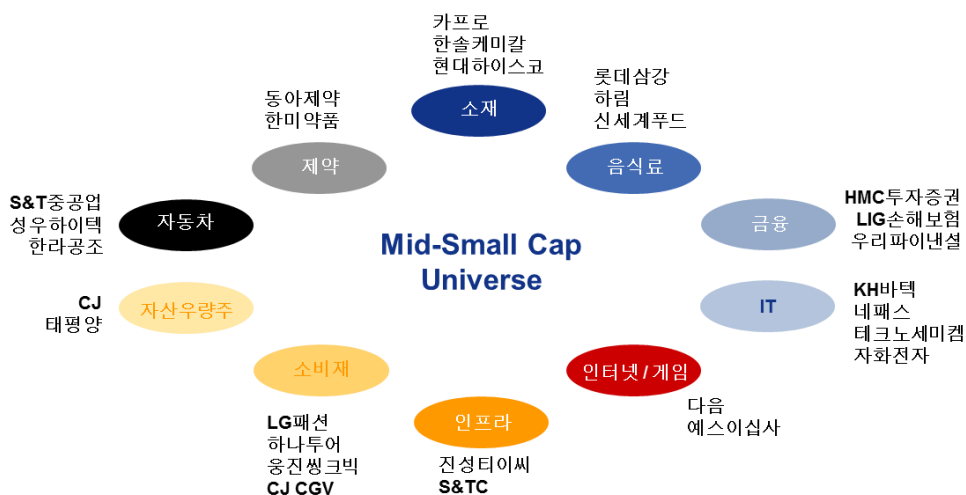 카프로
한솔케미칼
현대하이스코
소재
동아제약
한미약품
제약
롯데삼강
하림
신세계푸드
음식료
S&T중공업
성우하이텍
한라공조
자동차
HMC투자증권
LIG손해보험
우리파이낸셜
금융
Mid-Small Cap
Universe
CJ
태평양
자산우량주
IT
KH바텍
네패스
테크노세미켐
자화전자
소비재
LG패션
하나투어
웅진씽크빅
CJ CGV
인프라
진성티이씨
S&TC
인터넷/게임
다음
예스이십사